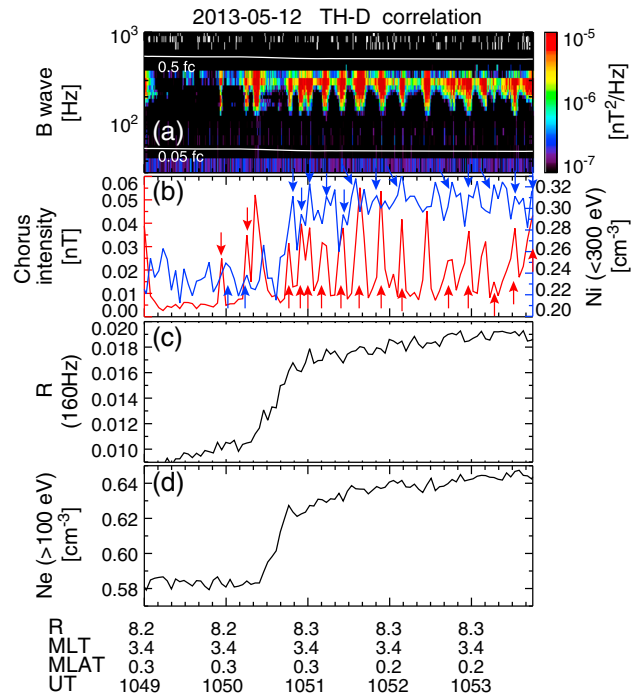 2013-05-12 TH-D correlation
B wave
[Hz]
10³
10²
0.5 fc
(a)
0.05 fc
10⁻⁵
10⁻⁶
10⁻⁷
[nT²/Hz]
Chorus
intensity
[nT]
0.06
0.05
0.04
0.03
0.02
0.01
0.00
(b)
0.32
0.30
0.28
0.26
0.24
0.22
0.20
Ni (<300 eV)
[cm⁻³]
R
(160Hz)
0.020
0.018
0.016
0.014
0.012
0.010
(c)
Ne (>100 eV)
[cm⁻³]
0.64
0.62
0.60
0.58
(d)
R 8.2 8.2 8.3 8.3 8.3
MLT 3.4 3.4 3.4 3.4 3.4
MLAT 0.3 0.3 0.3 0.2 0.2
UT 1049 1050 1051 1052 1053